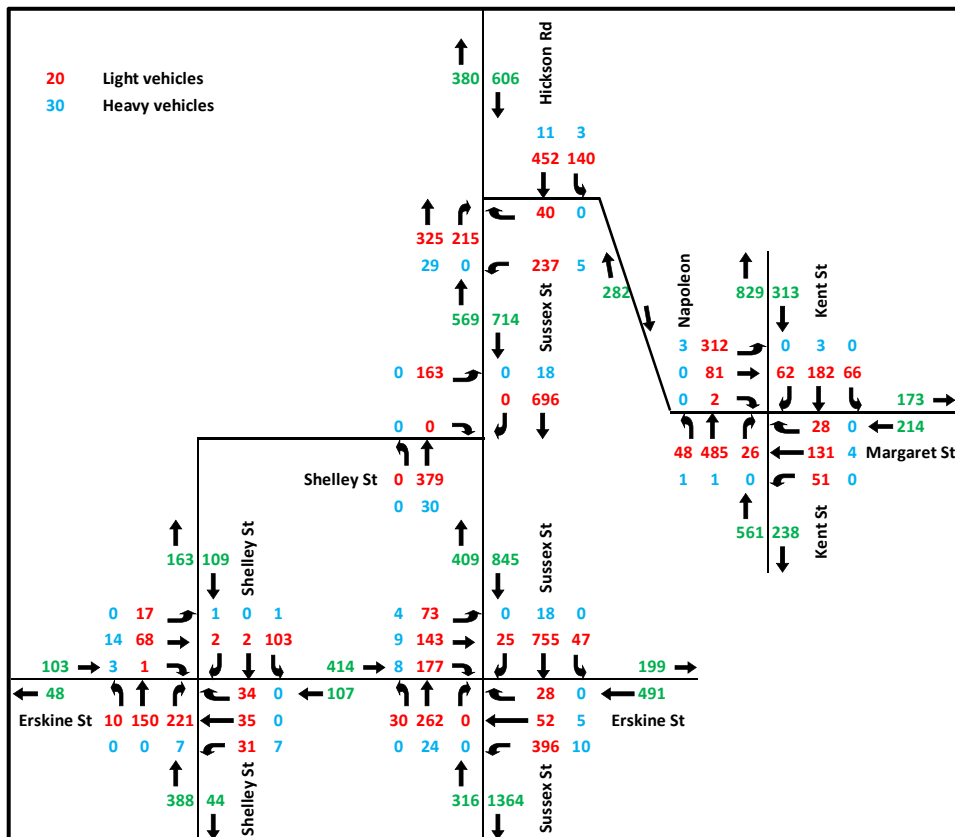 380 606
Hickson Rd
20 Light vehicles
30 Heavy vehicles
11 3
452 140
40 0
325 215
29 0
237 5
Sussex St
569 714
282
Napoleon
829 313
Kent St
3 312
0 3 0
0 81
62 182 66
0 2
173
28 0
214
48 485 26
131 4
Margaret St
1 1 0
51 0
561 238
Kent St
0 163
0 18
0 696
0 0
Shelley St
0 379
0 30
163 109
Shelley St
409 845
Sussex St
0 17
1 0 1
4 73
0 18 0
14 68
2 2 103
9 143
25 755 47
103
3 1
414
8 177
199
48
34 0
107
28 0
491
Erskine St
10 150 221
35 0
30 262 0
52 5
Erskine St
0 0 7
31 7
0 24 0
396 10
388 44
Shelley St
316 1364
Sussex St